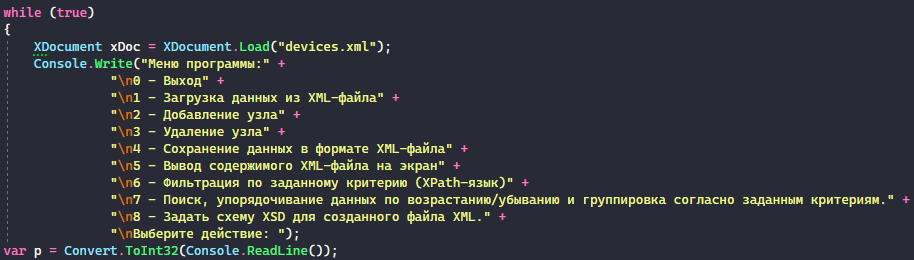 while (true)
{
XDocument xDoc = XDocument.Load("devices.xml");
Console.Write("Меню программы:" +
"\n0 - Выход" +
"\n1 - Загрузка данных из XML-файла" +
"\n2 - Добавление узла" +
"\n3 - Удаление узла" +
"\n4 - Сохранение данных в формате XML-файла" +
"\n5 - Вывод содержимого XML-файла на экран" +
"\n6 - Фильтрация по заданному критерию (XPath-язык)" +
"\n7 - Поиск, упорядочивание данных по возрастанию/убыванию и группировка согласно заданным критериям." +
"\n8 - Задать схему XSD для созданного файла XML." +
"\nВыберите действие: ");
var p = Convert.ToInt32(Console.ReadLine());